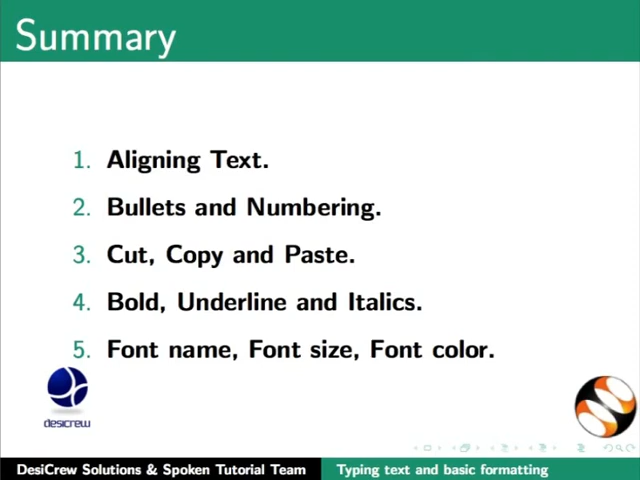 Summary
1. Aligning Text.
2. Bullets and Numbering.
3. Cut, Copy and Paste.
4. Bold, Underline and Italics.
5. Font name, Font size, Font color.
desicrew
DesiCrew Solutions & Spoken Tutorial Team Typing text and basic formatting